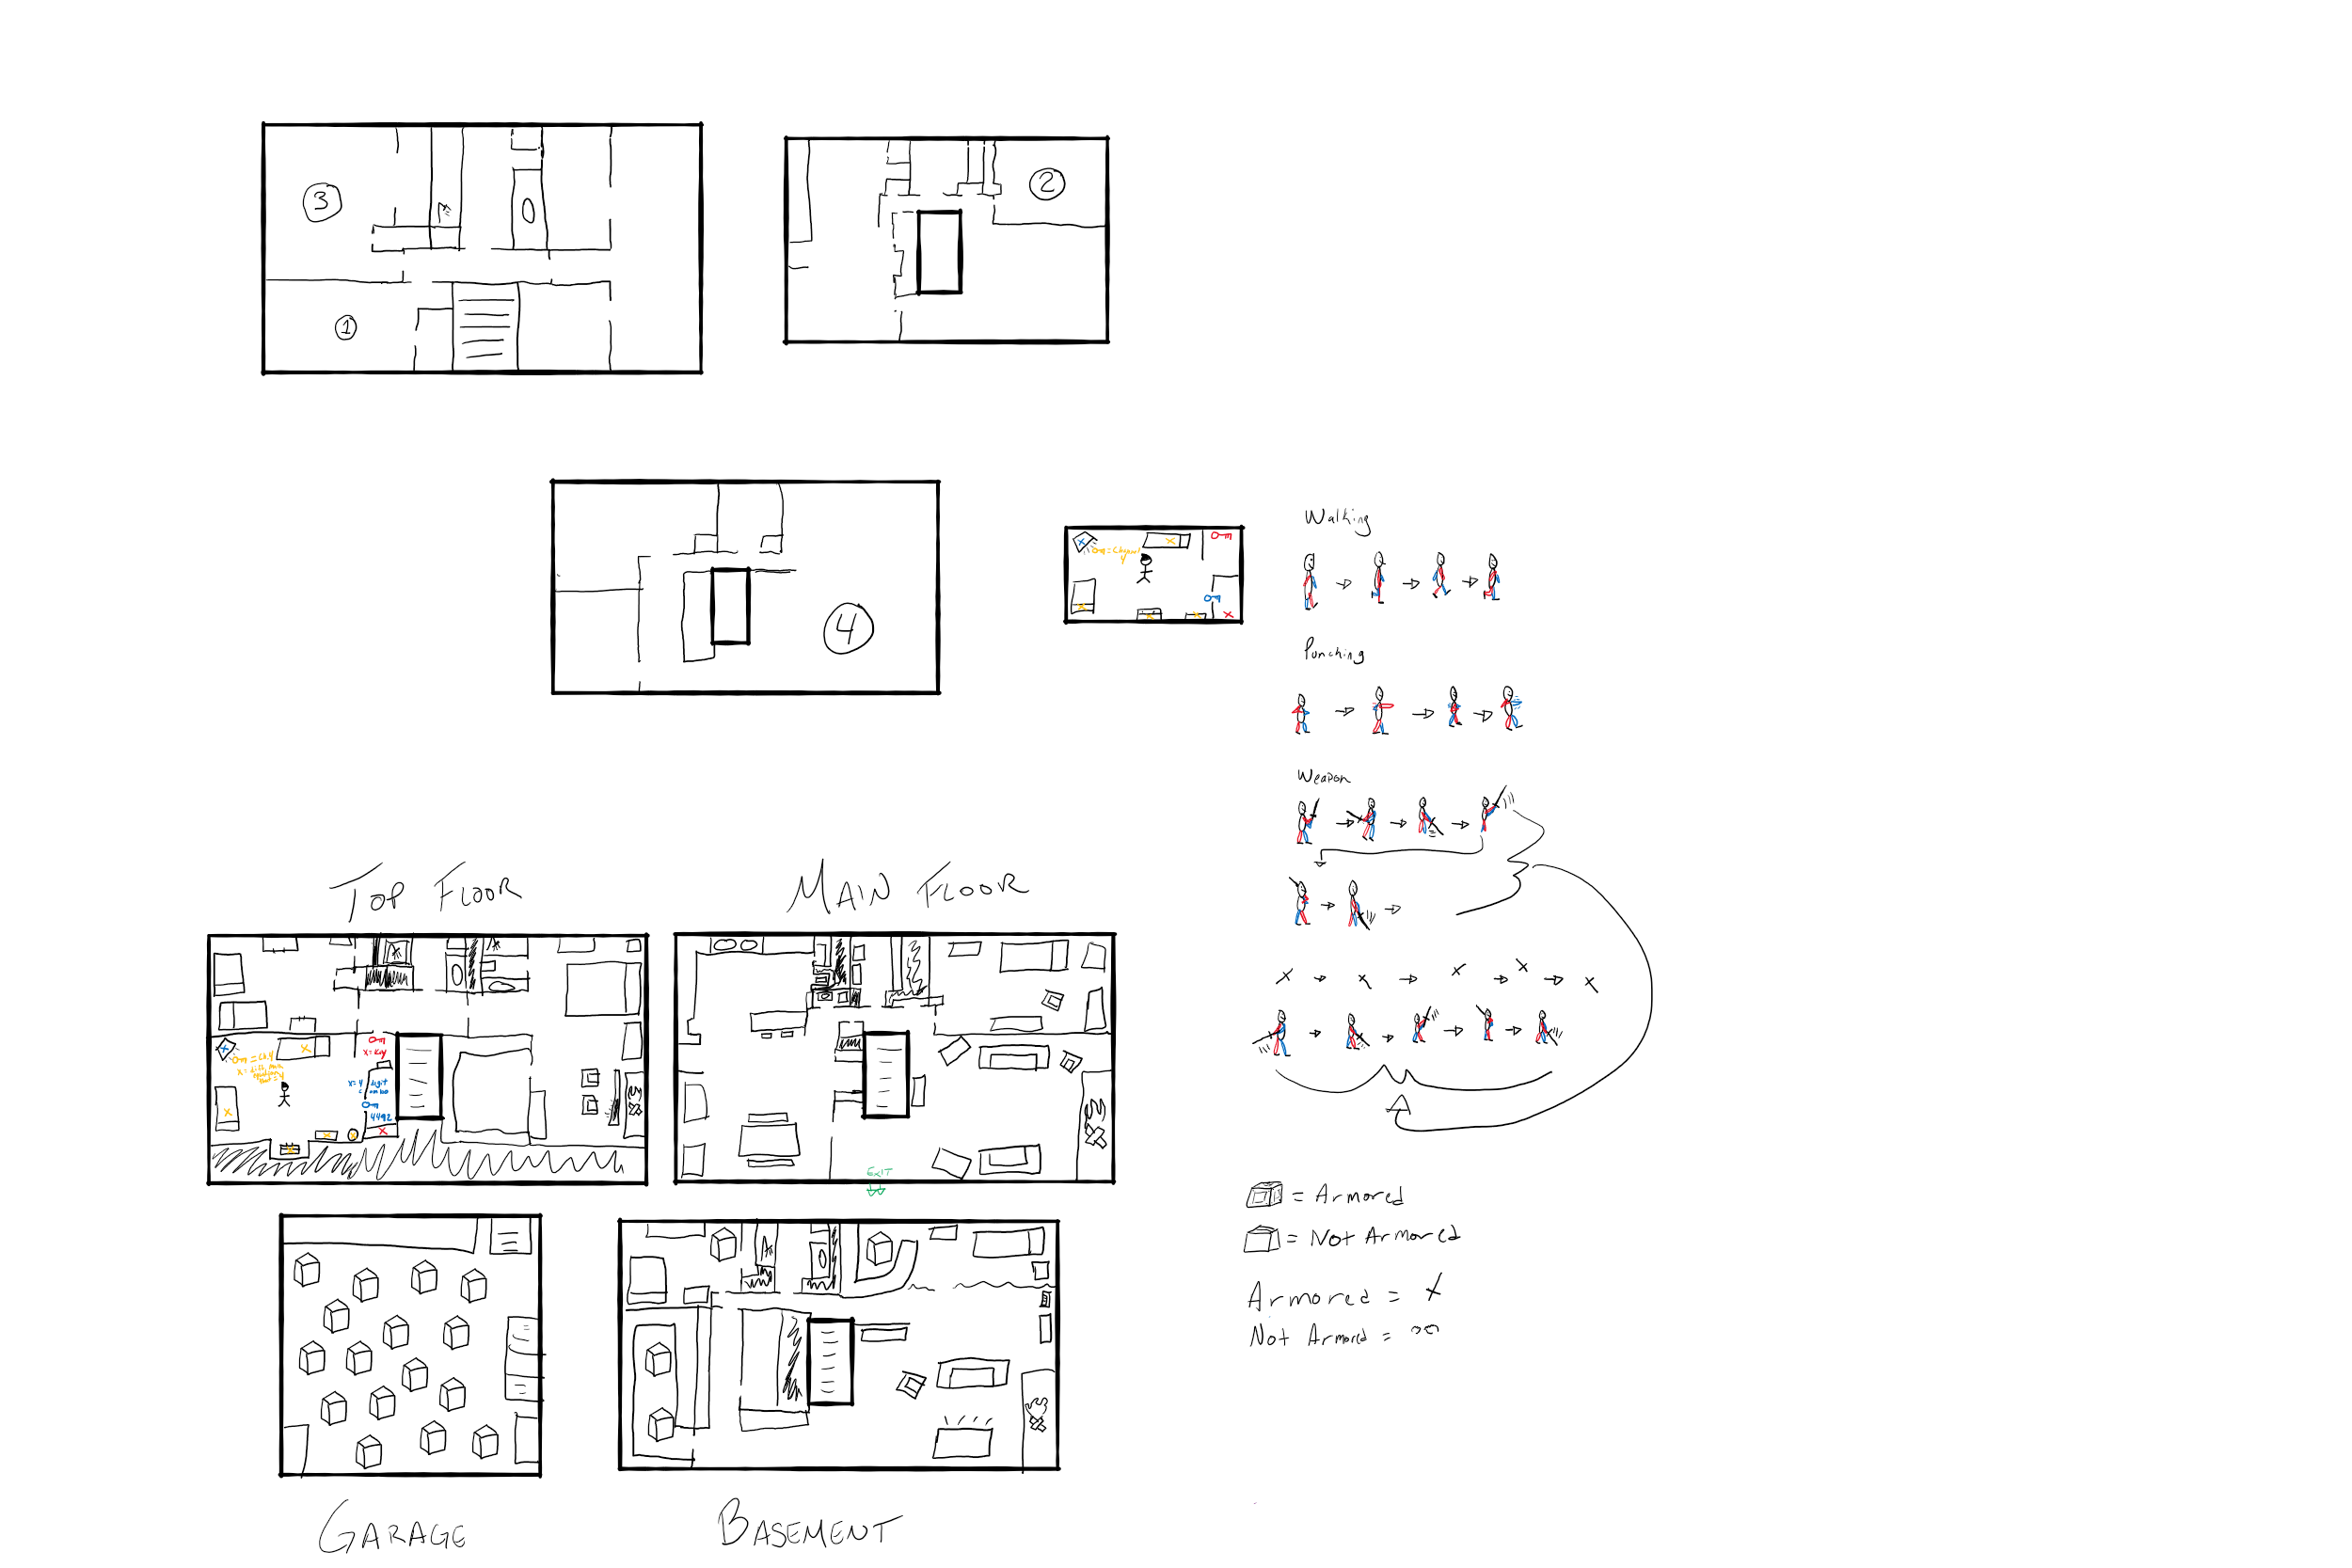 3
2
1
4
Walking
Punching
Weapon
TOP FLOOR
MAIN FLOOR
X = Key
X = 4 digit
4492
EXIT
= Armored
= Not Armored
Armored = X
Not Armored =
GARAGE
BASEMENT